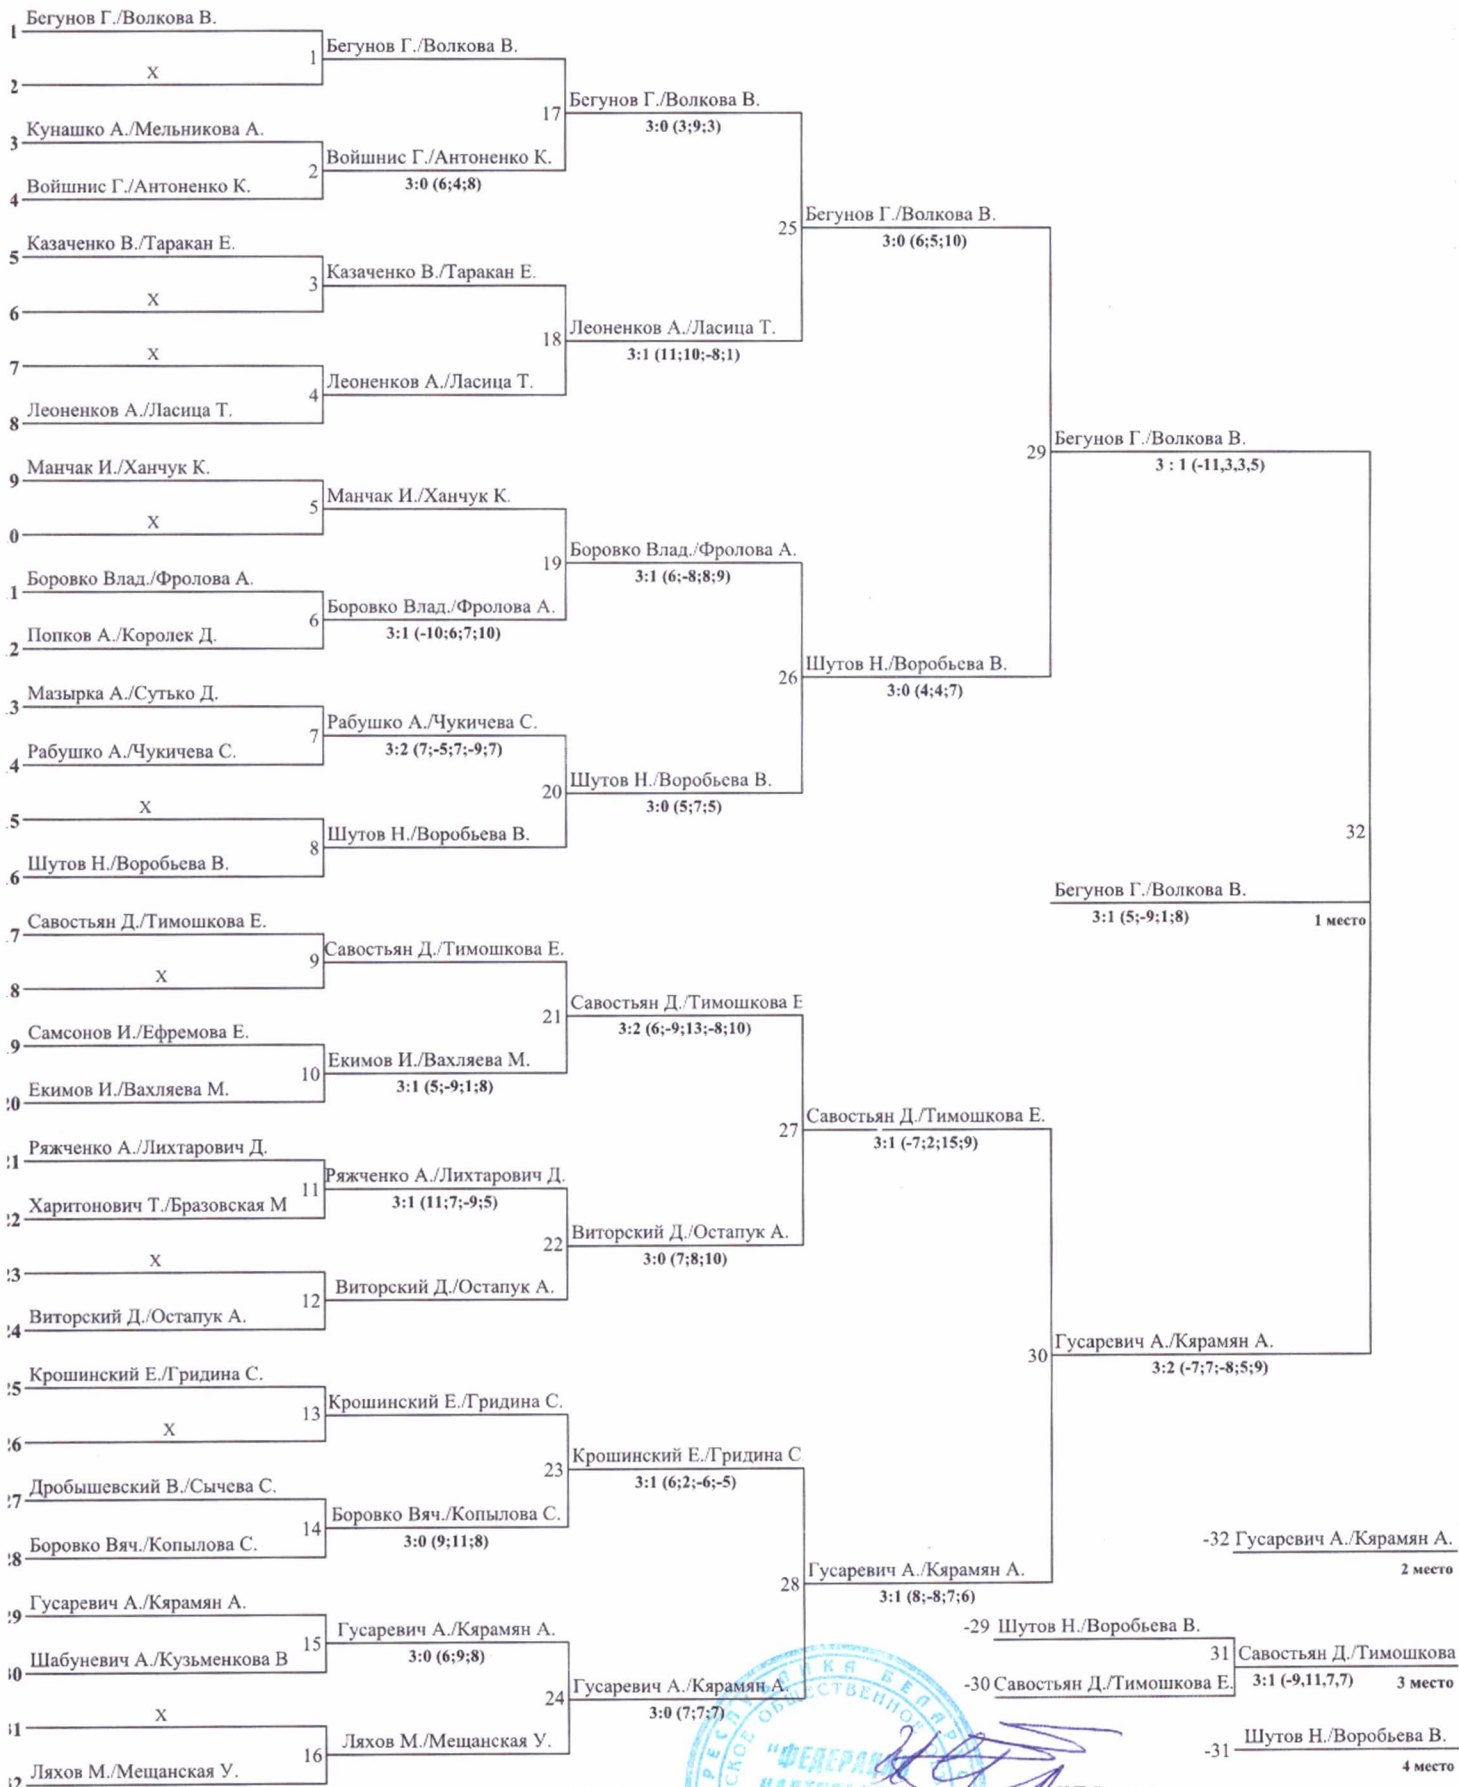 1 Бегунов Г./Волкова В.
2 X
1 Бегунов Г./Волкова В.
3 Кунашко А./Мельникова А.
4 Войшнис Г./Антоненко К.
2 Войшнис Г./Антоненко К.
3:0 (6;4;8)
17 Бегунов Г./Волкова В.
3:0 (3;9;3)
5 Казаченко В./Таракан Е.
6 X
3 Казаченко В./Таракан Е.
7 X
8 Леоненков А./Ласица Т.
4 Леоненков А./Ласица Т.
18 Леоненков А./Ласица Т.
3:1 (11;10;-8;1)
25 Бегунов Г./Волкова В.
3:0 (6;5;10)
9 Манчак И./Ханчук К.
0 X
5 Манчак И./Ханчук К.
1 Боровко Влад./Фролова А.
2 Попков А./Королек Д.
6 Боровко Влад./Фролова А.
3:1 (-10;6;7;10)
19 Боровко Влад./Фролова А.
3:1 (6;-8;8;9)
3 Мазырка А./Сутько Д.
4 Рабушко А./Чукичева С.
7 Рабушко А./Чукичева С.
3:2 (7;-5;7;-9;7)
5 X
6 Шутов Н./Воробьева В.
8 Шутов Н./Воробьева В.
20 Шутов Н./Воробьева В.
3:0 (5;7;5)
26 Шутов Н./Воробьева В.
3:0 (4;4;7)
29 Бегунов Г./Волкова В.
3 : 1 (-11,3,3,5)
7 Савостьян Д./Тимошкова Е.
8 X
9 Савостьян Д./Тимошкова Е.
9 Самсонов И./Ефремова Е.
20 Екимов И./Вахляева М.
10 Екимов И./Вахляева М.
3:1 (5;-9;1;8)
21 Савостьян Д./Тимошкова Е
3:2 (6;-9;13;-8;10)
21 Ряжченко А./Лихтарович Д.
22 Харитонович Т./Бразовская М
11 Ряжченко А./Лихтарович Д.
3:1 (11;7;-9;5)
23 X
24 Виторский Д./Остапук А.
12 Виторский Д./Остапук А.
22 Виторский Д./Остапук А.
3:0 (7;8;10)
27 Савостьян Д./Тимошкова Е.
3:1 (-7;2;15;9)
25 Крошинский Е./Гридина С.
26 X
13 Крошинский Е./Гридина С.
27 Дробышевский В./Сычева С.
28 Боровко Вяч./Копылова С.
14 Боровко Вяч./Копылова С.
3:0 (9;11;8)
23 Крошинский Е./Гридина С
3:1 (6;2;-6;-5)
29 Гусаревич А./Кярамян А.
30 Шабуневич А./Кузьменкова В
15 Гусаревич А./Кярамян А.
3:0 (6;9;8)
31 X
32 Ляхов М./Мещанская У.
16 Ляхов М./Мещанская У.
24 Гусаревич А./Кярамян А.
3:0 (7;7;7)
28 Гусаревич А./Кярамян А.
3:1 (8;-8;7;6)
30 Гусаревич А./Кярамян А.
3:2 (-7;7;-8;5;9)
32
Бегунов Г./Волкова В.
3:1 (5;-9;1;8) 1 место
-32 Гусаревич А./Кярамян А.
2 место
-29 Шутов Н./Воробьева В.
-30 Савостьян Д./Тимошкова Е.
31 Савостьян Д./Тимошкова
3:1 (-9,11,7,7) 3 место
-31 Шутов Н./Воробьева В.
4 место